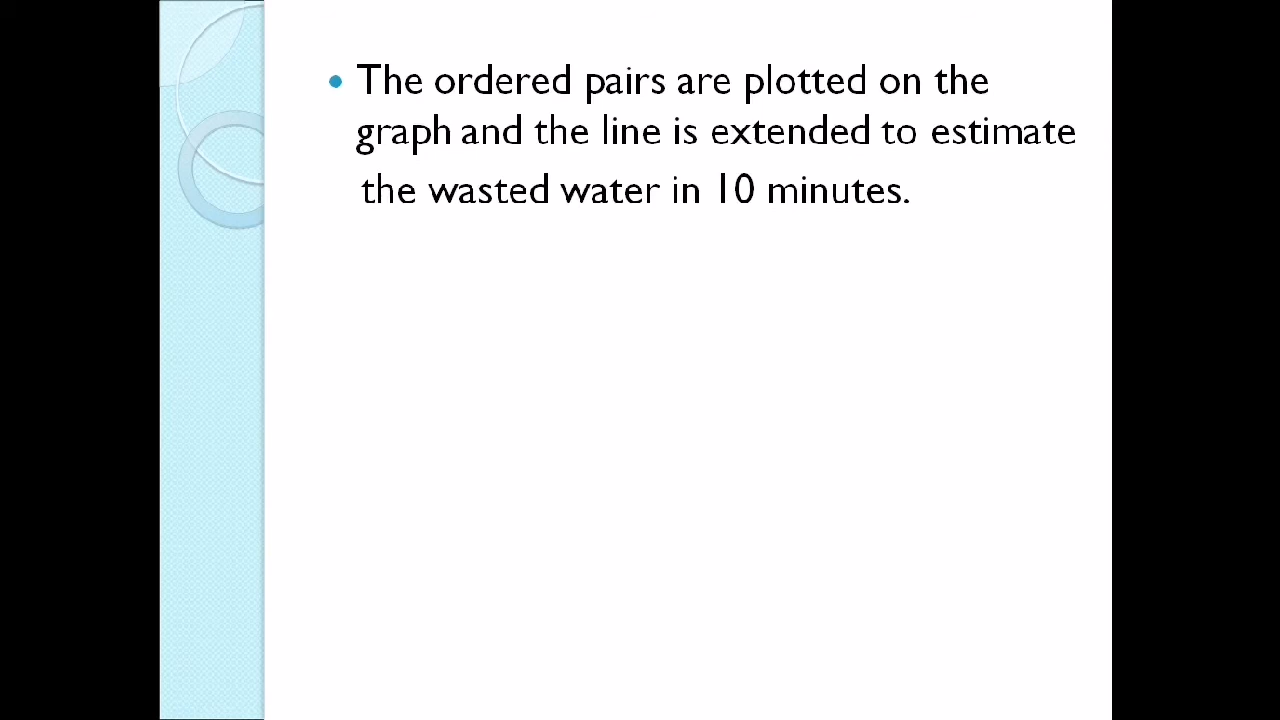 The ordered pairs are plotted on the
graph and the line is extended to estimate
the wasted water in 10 minutes.